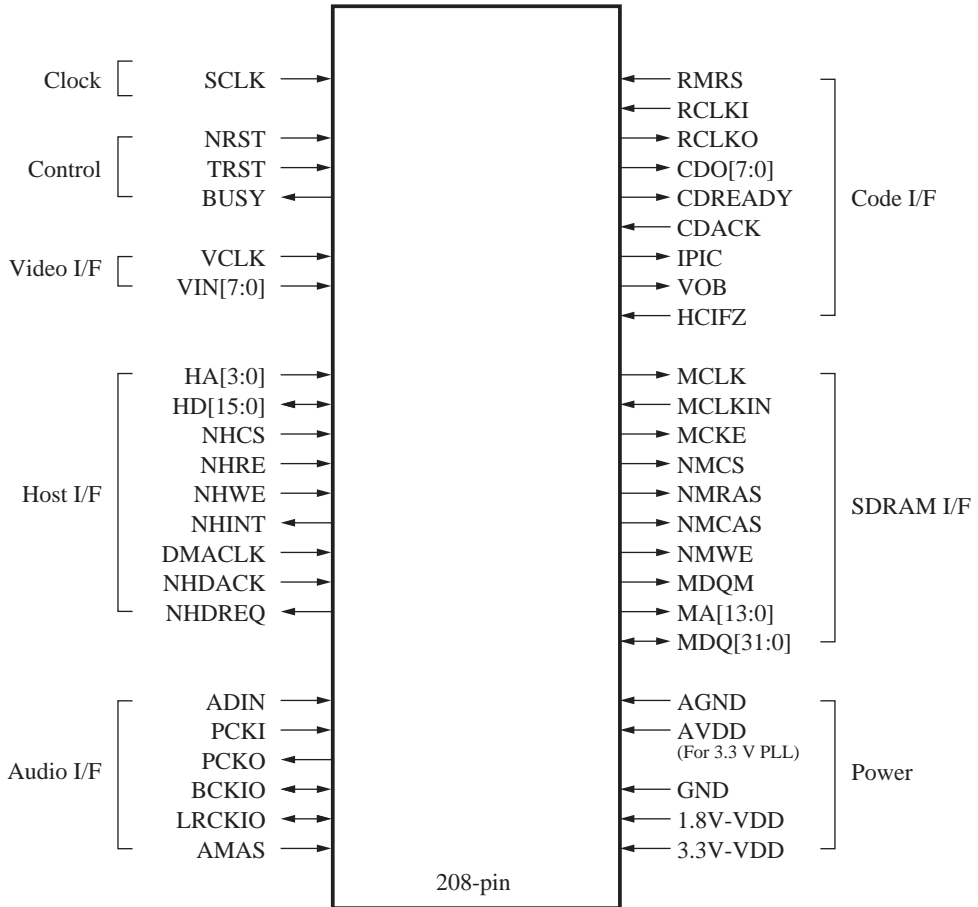 Clock
SCLK
Control
NRST
TRST
BUSY
Video I/F
VCLK
VIN[7:0]
Host I/F
HA[3:0]
HD[15:0]
NHCS
NHRE
NHWE
NHINT
DMACLK
NHDACK
NHDREQ
Audio I/F
ADIN
PCKI
PCKO
BCKIO
LRCKIO
AMAS
208-pin
RMRS
RCLKI
RCLKO
CDO[7:0]
CDREADY
CDACK
IPIC
VOB
HCIFZ
Code I/F
MCLK
MCLKIN
MCKE
NMCS
NMRAS
NMCAS
NMWE
MDQM
MA[13:0]
MDQ[31:0]
SDRAM I/F
AGND
AVDD
(For 3.3 V PLL)
GND
1.8V-VDD
3.3V-VDD
Power